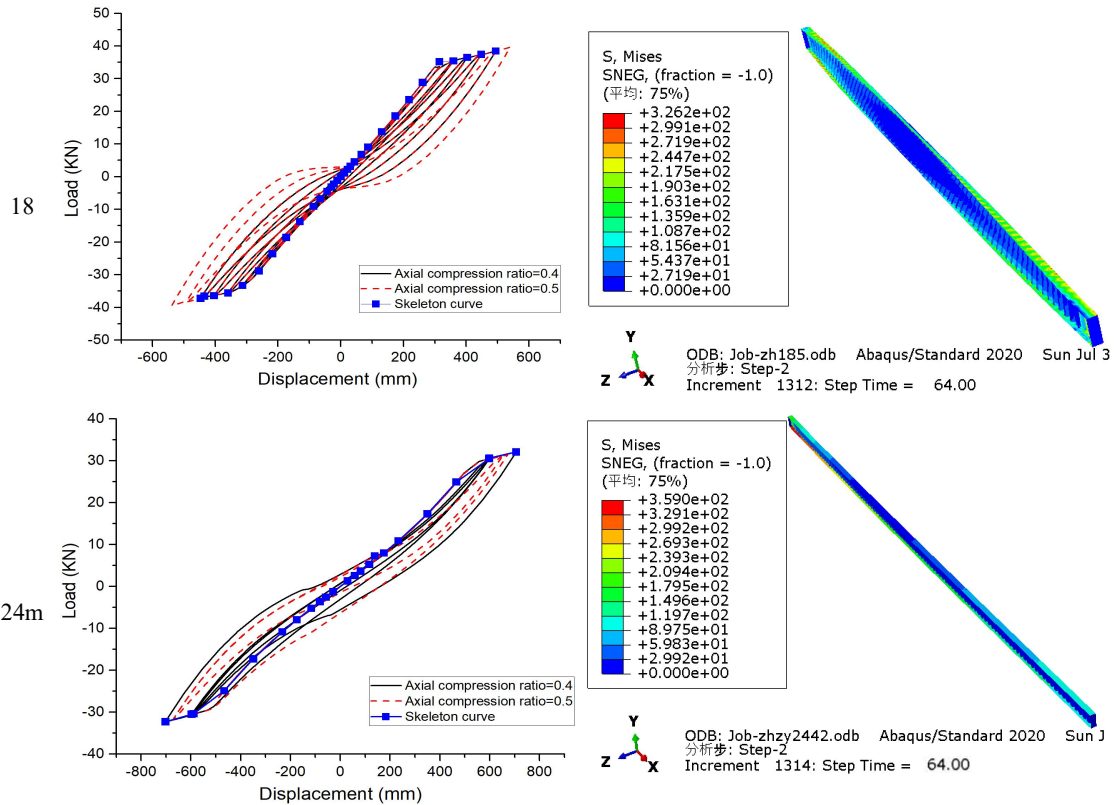 18
Load (KN)
50
40
30
20
10
0
-10
-20
-30
-40
-50
-600 -400 -200 0 200 400 600
Displacement (mm)
Axial compression ratio=0.4
Axial compression ratio=0.5
Skeleton curve
S, Mises
SNEG, (fraction = -1.0)
(平均: 75%)
+3.262e+02
+2.991e+02
+2.719e+02
+2.447e+02
+2.175e+02
+1.903e+02
+1.631e+02
+1.359e+02
+1.087e+02
+8.156e+01
+5.437e+01
+2.719e+01
+0.000e+00
Y
Z X
ODB: Job-zh185.odb Abaqus/Standard 2020 Sun Jul 3
分析步: Step-2
Increment 1312: Step Time = 64.00
24m
Load (KN)
40
30
20
10
0
-10
-20
-30
-40
-800 -600 -400 -200 0 200 400 600 800
Displacement (mm)
Axial compression ratio=0.4
Axial compression ratio=0.5
Skeleton curve
S, Mises
SNEG, (fraction = -1.0)
(平均: 75%)
+3.590e+02
+3.291e+02
+2.992e+02
+2.693e+02
+2.393e+02
+2.094e+02
+1.795e+02
+1.496e+02
+1.197e+02
+8.975e+01
+5.983e+01
+2.992e+01
+0.000e+00
Y
Z X
ODB: Job-zhzy2442.odb Abaqus/Standard 2020 Sun J
分析步: Step-2
Increment 1314: Step Time = 64.00